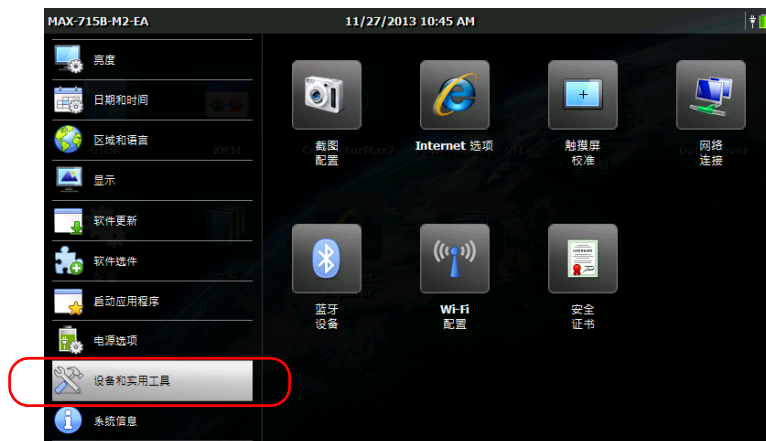 MAX-715B-M2-EA
11/27/2013 10:45 AM
亮度
日期和时间
区域和语言
显示
软件更新
软件选件
启动应用程序
电源选项
设备和实用工具
系统信息
截图
配置
Internet 选项
触摸屏
校准
网络
连接
蓝牙
设备
Wi-Fi
配置
安全
证书